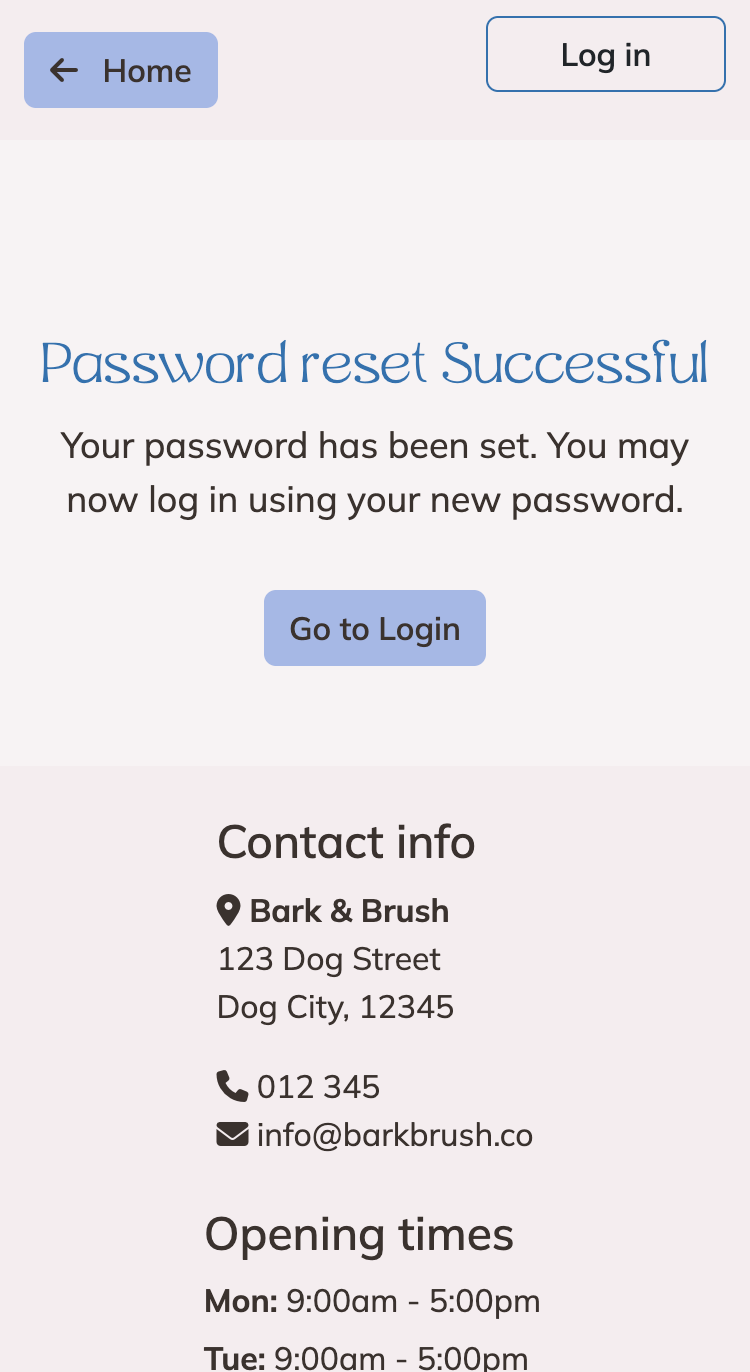 Home
Log in
Password reset Successful
Your password has been set. You may
now log in using your new password.
Go to Login
Contact info
Bark & Brush
123 Dog Street
Dog City, 12345
012 345
info@barkbrush.co
Opening times
Mon: 9:00am - 5:00pm
Tue: 9:00am - 5:00pm